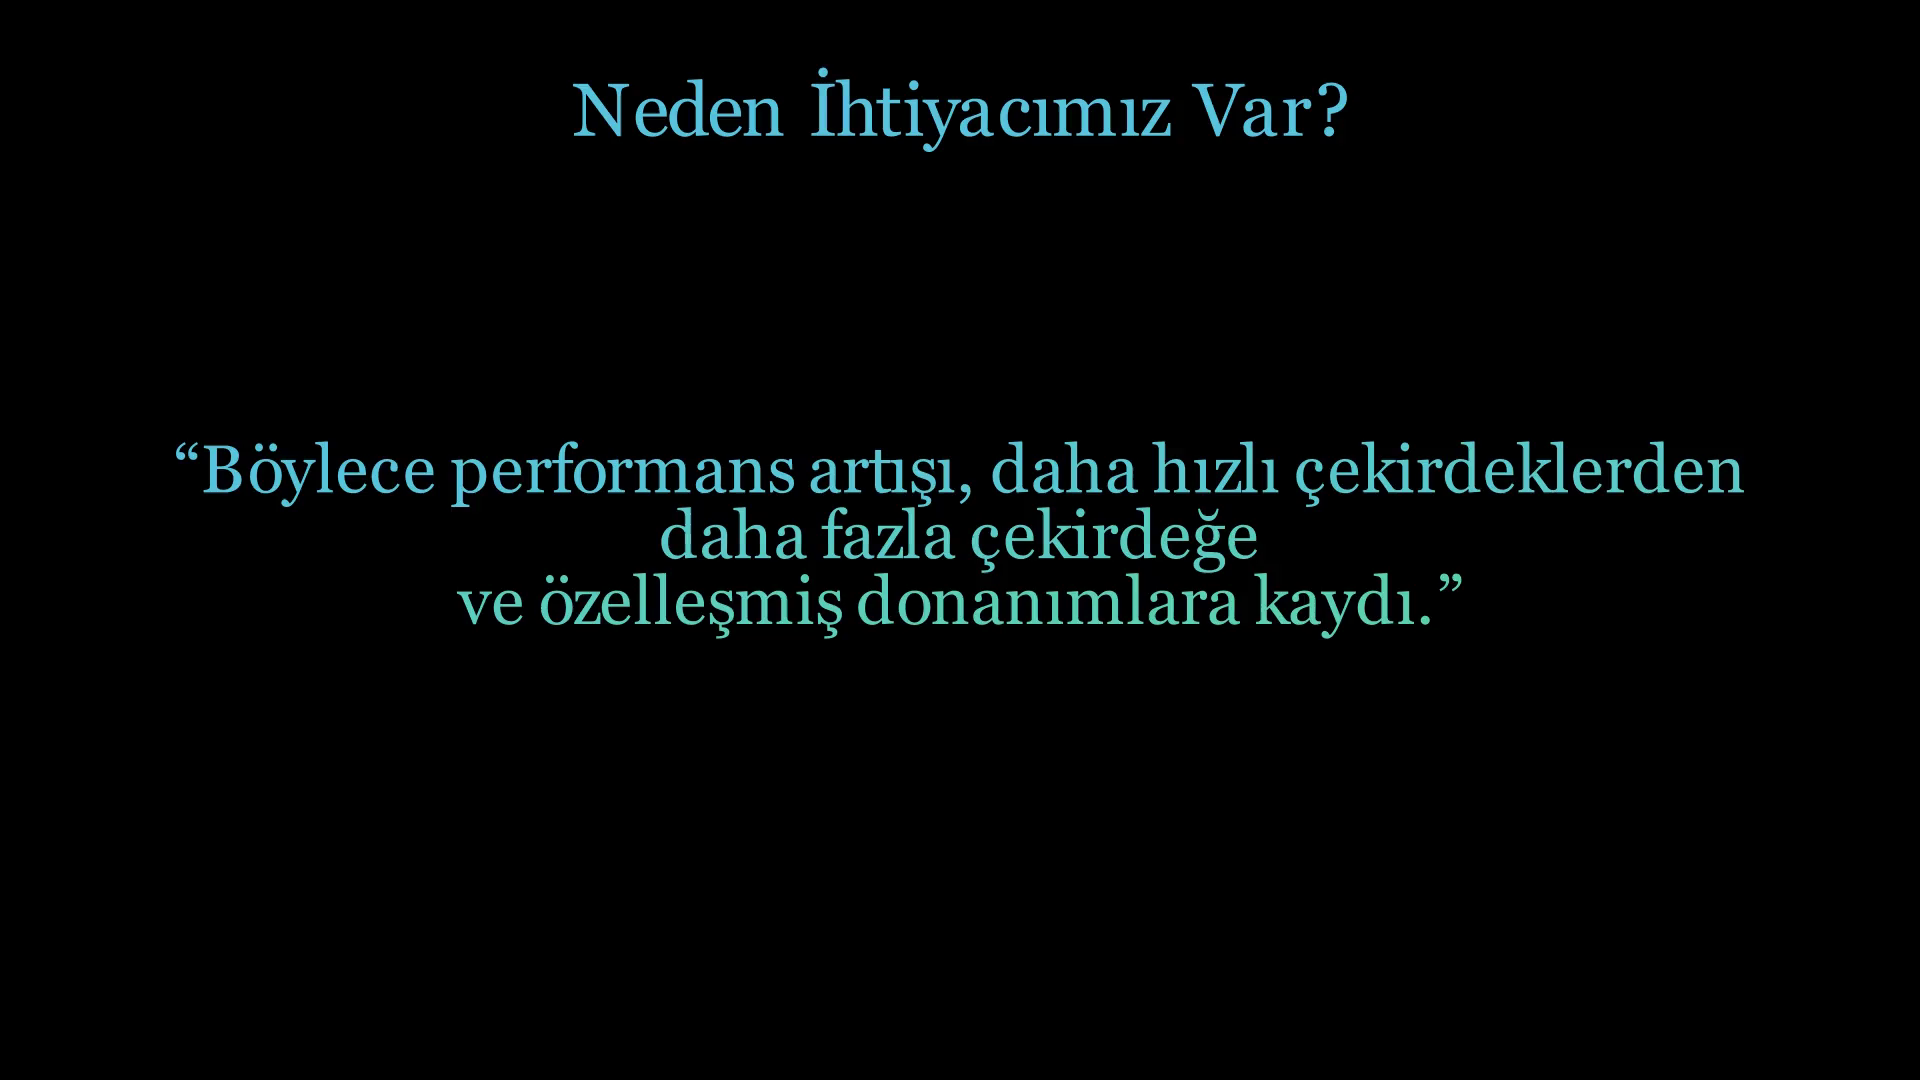 Neden İhtiyacımız Var?
“Böylece performans artışı, daha hızlı çekirdeklerden
daha fazla çekirdeğe
ve özelleşmiş donanımlara kaydı.”